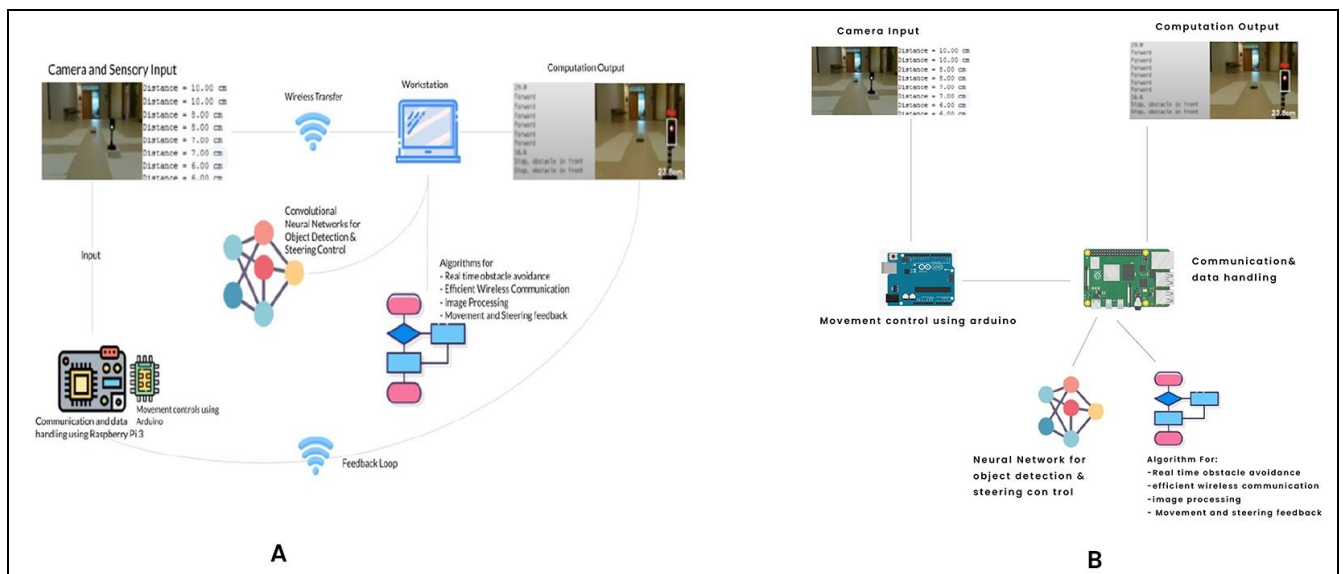 Camera and Sensory Input
Distance = 10.00 cm
Distance = 10.00 cm
Distance = 8.00 cm
Distance = 8.00 cm
Distance = 7.00 cm
Distance = 7.00 cm
Distance = 6.00 cm
Distance = 6.00 cm
Wireless Transfer
Workstation
Computation Output
29.0
Forward
Forward
Forward
Forward
Forward
Forward
Stop, obstacle in front
Stop, obstacle in front
23.8cm
Input
Convolutional
Neural Networks for
Object Detection &
Steering Control
Algorithms for
- Real time obstacle avoidance
- Efficient Wireless Communication
- Image Processing
- Movement and Steering feedback
Movement controls using
Arduino
Communication and data
handling using Raspberry Pi 3
Feedback Loop
A
Camera Input
Distance = 10.00 cm
Distance = 10.00 cm
Distance = 8.00 cm
Distance = 8.00 cm
Distance = 7.00 cm
Distance = 7.00 cm
Distance = 6.00 cm
Distance = 6.00 cm
Computation Output
29.0
Forward
Forward
Forward
Forward
Forward
Forward
Stop, obstacle in front
Stop, obstacle in front
23.8cm
Communication&
data handling
Movement control using arduino
Neural Network for
object detection &
steering con trol
Algorithm For:
-Real time obstacle avoidance
-efficient wireless communication
-image processing
- Movement and steering feedback
B